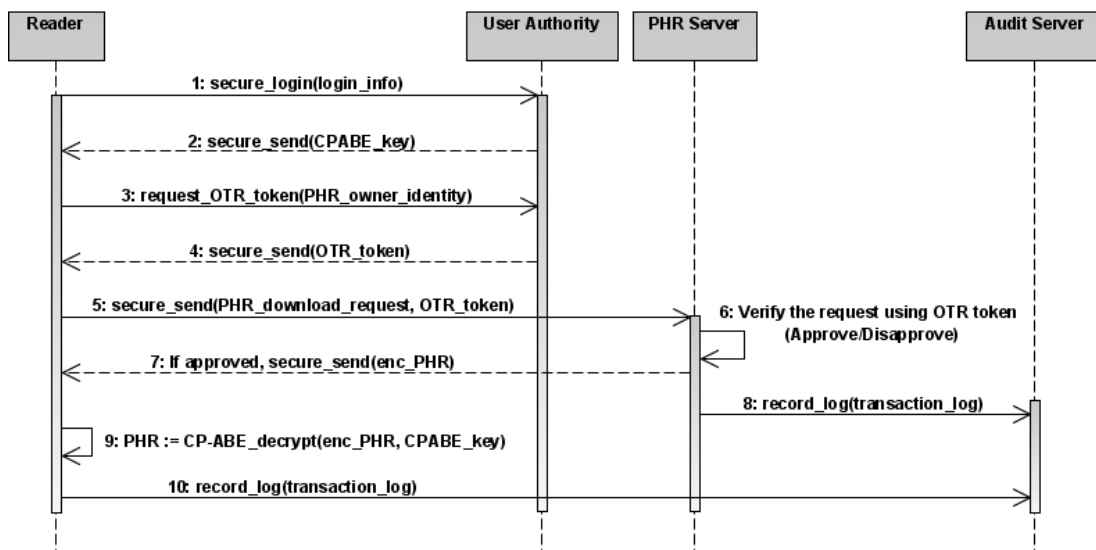 Reader
User Authority
PHR Server
Audit Server
1: secure_login(login_info)
2: secure_send(CPABE_key)
3: request_OTR_token(PHR_owner_identity)
4: secure_send(OTR_token)
5: secure_send(PHR_download_request, OTR_token)
6: Verify the request using OTR token
(Approve/Disapprove)
7: If approved, secure_send(enc_PHR)
8: record_log(transaction_log)
9: PHR := CP-ABE_decrypt(enc_PHR, CPABE_key)
10: record_log(transaction_log)